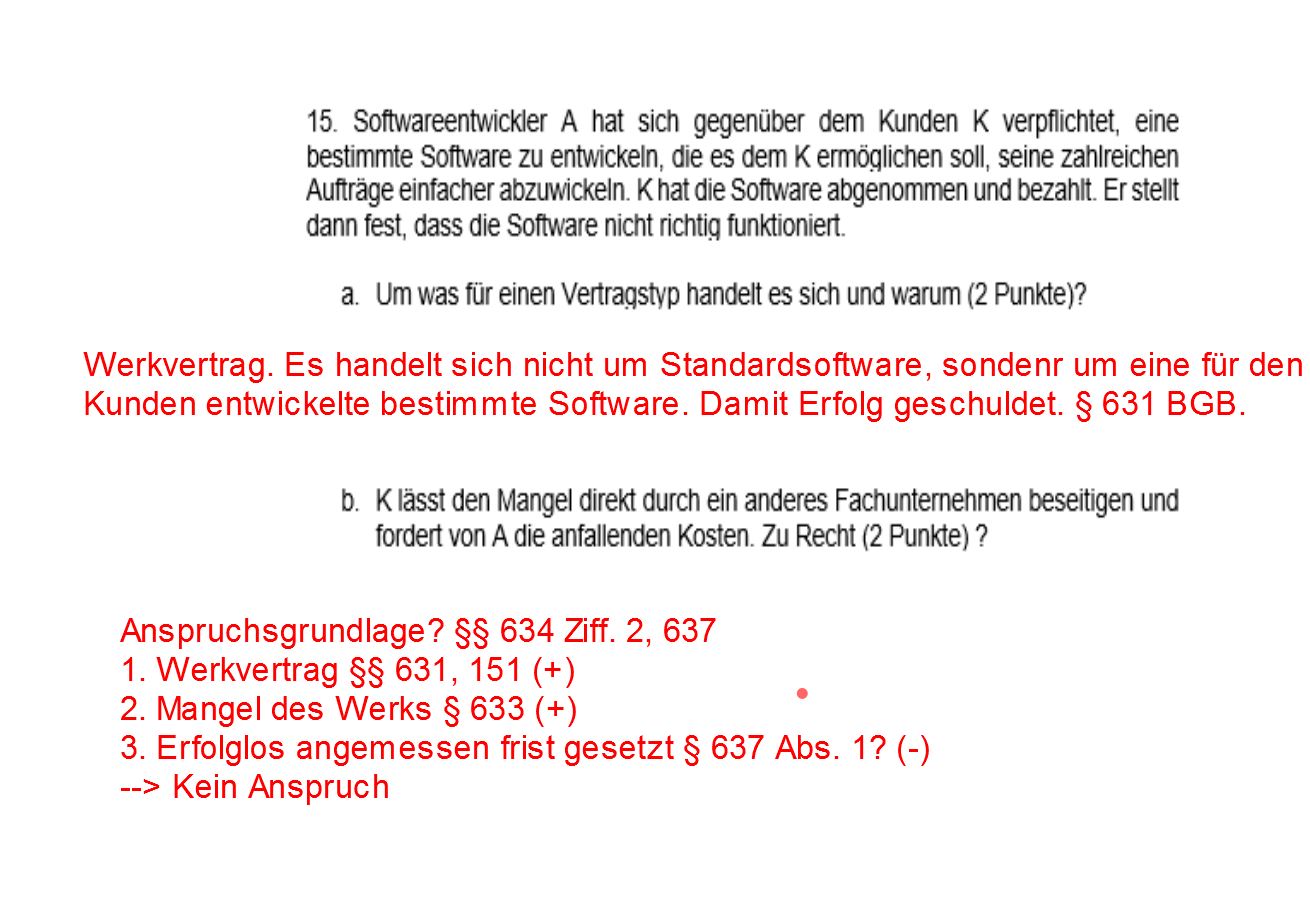 15. Softwareentwickler A hat sich gegenüber dem Kunden K verpflichtet, eine
bestimmte Software zu entwickeln, die es dem K ermöglichen soll, seine zahlreichen
Aufträge einfacher abzuwickeln. K hat die Software abgenommen und bezahlt. Er stellt
dann fest, dass die Software nicht richtig funktioniert.
a. Um was für einen Vertragstyp handelt es sich und warum (2 Punkte)?
Werkvertrag. Es handelt sich nicht um Standardsoftware, sondenr um eine für den
Kunden entwickelte bestimmte Software. Damit Erfolg geschuldet. § 631 BGB.
b. K lässt den Mangel direkt durch ein anderes Fachunternehmen beseitigen und
fordert von A die anfallenden Kosten. Zu Recht (2 Punkte) ?
Anspruchsgrundlage? §§ 634 Ziff. 2, 637
1. Werkvertrag §§ 631, 151 (+)
2. Mangel des Werks § 633 (+)
3. Erfolglos angemessen frist gesetzt § 637 Abs. 1? (-)
--> Kein Anspruch